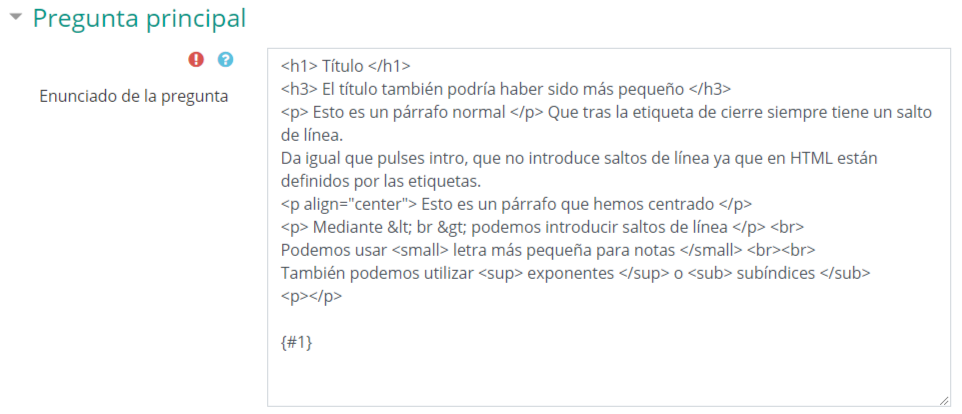 Pregunta principal
Enunciado de la pregunta
<h1> Título </h1>
<h3> El título también podría haber sido más pequeño </h3>
<p> Esto es un párrafo normal </p> Que tras la etiqueta de cierre siempre tiene un salto
de línea.
Da igual que pulses intro, que no introduce saltos de línea ya que en HTML están
definidos por las etiquetas.
<p align="center"> Esto es un párrafo que hemos centrado </p>
<p> Mediante &lt; br &gt; podemos introducir saltos de línea </p> <br>
Podemos usar <small> letra más pequeña para notas </small> <br><br>
También podemos utilizar <sup> exponentes </sup> o <sub> subíndices </sub>
<p></p>
{#1}